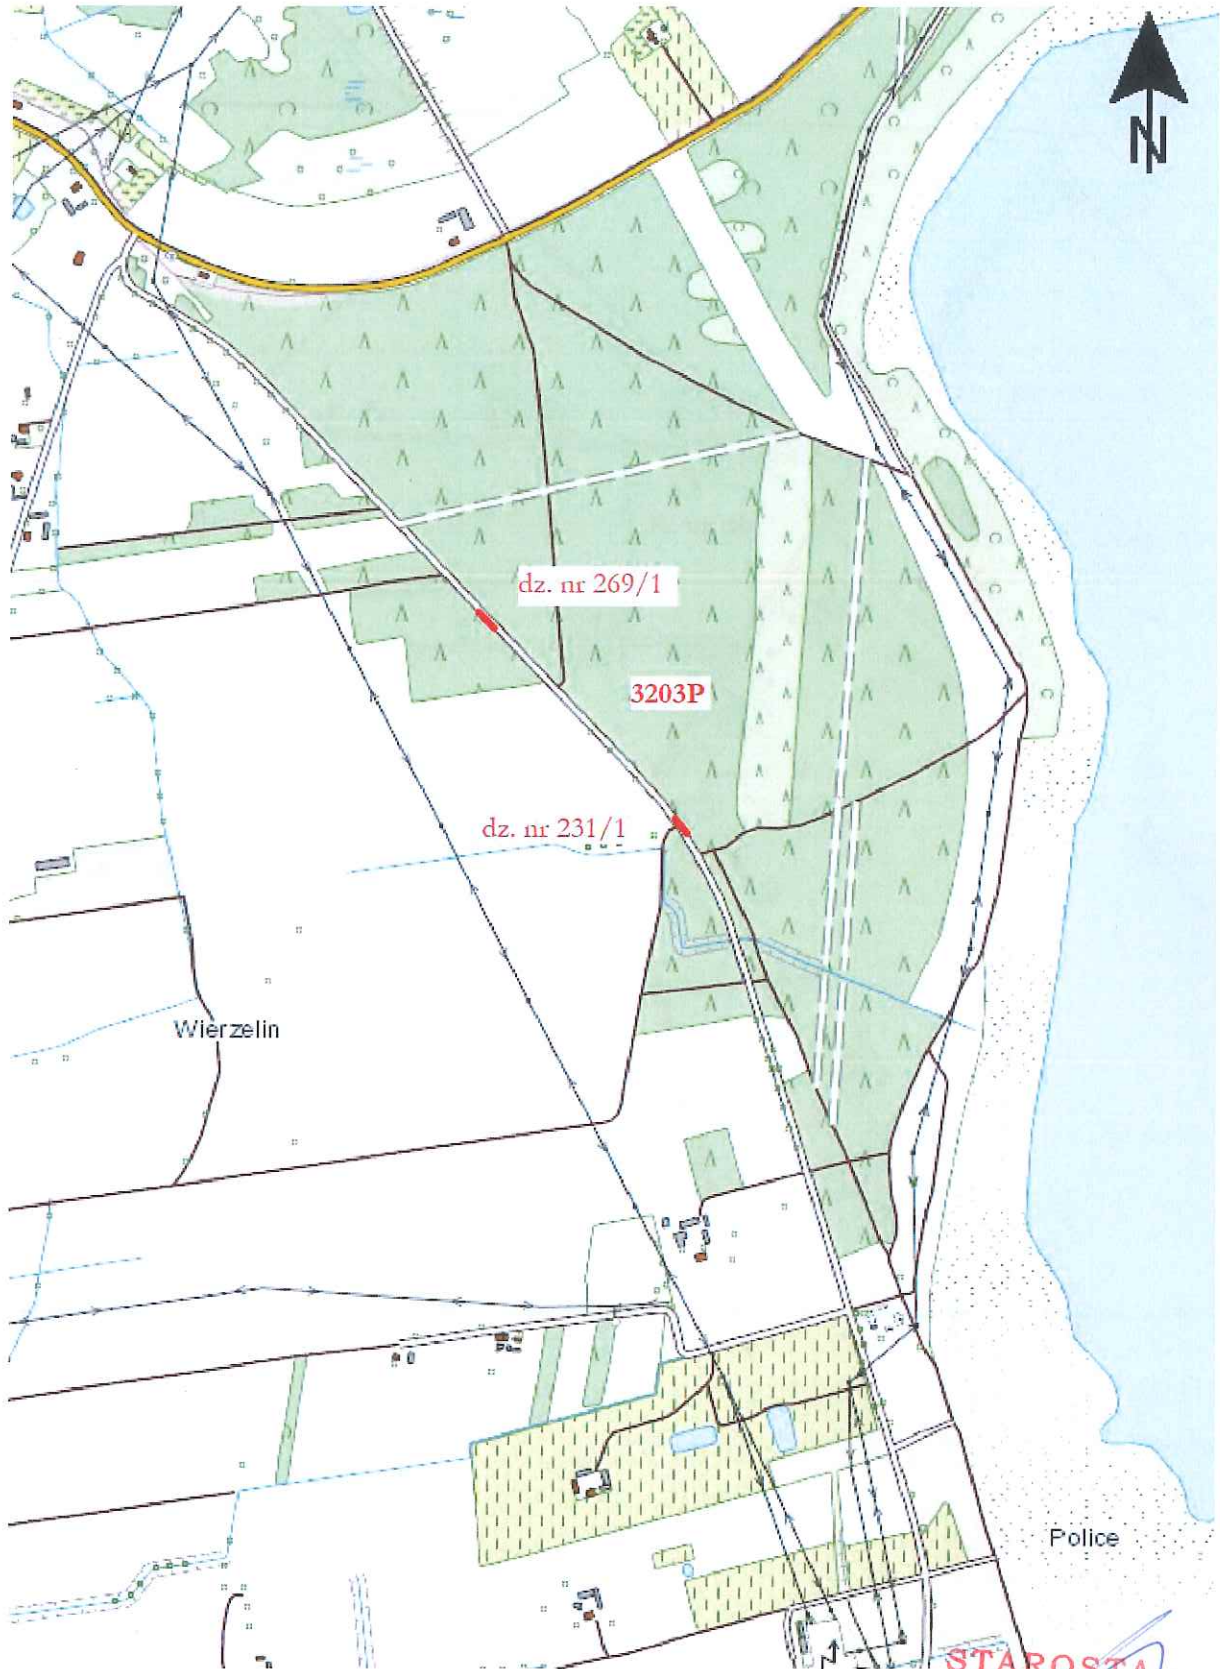 N
dz. nr 269/1
3203P
dz. nr 231/1
Wierzelin
Police
STAROSTA